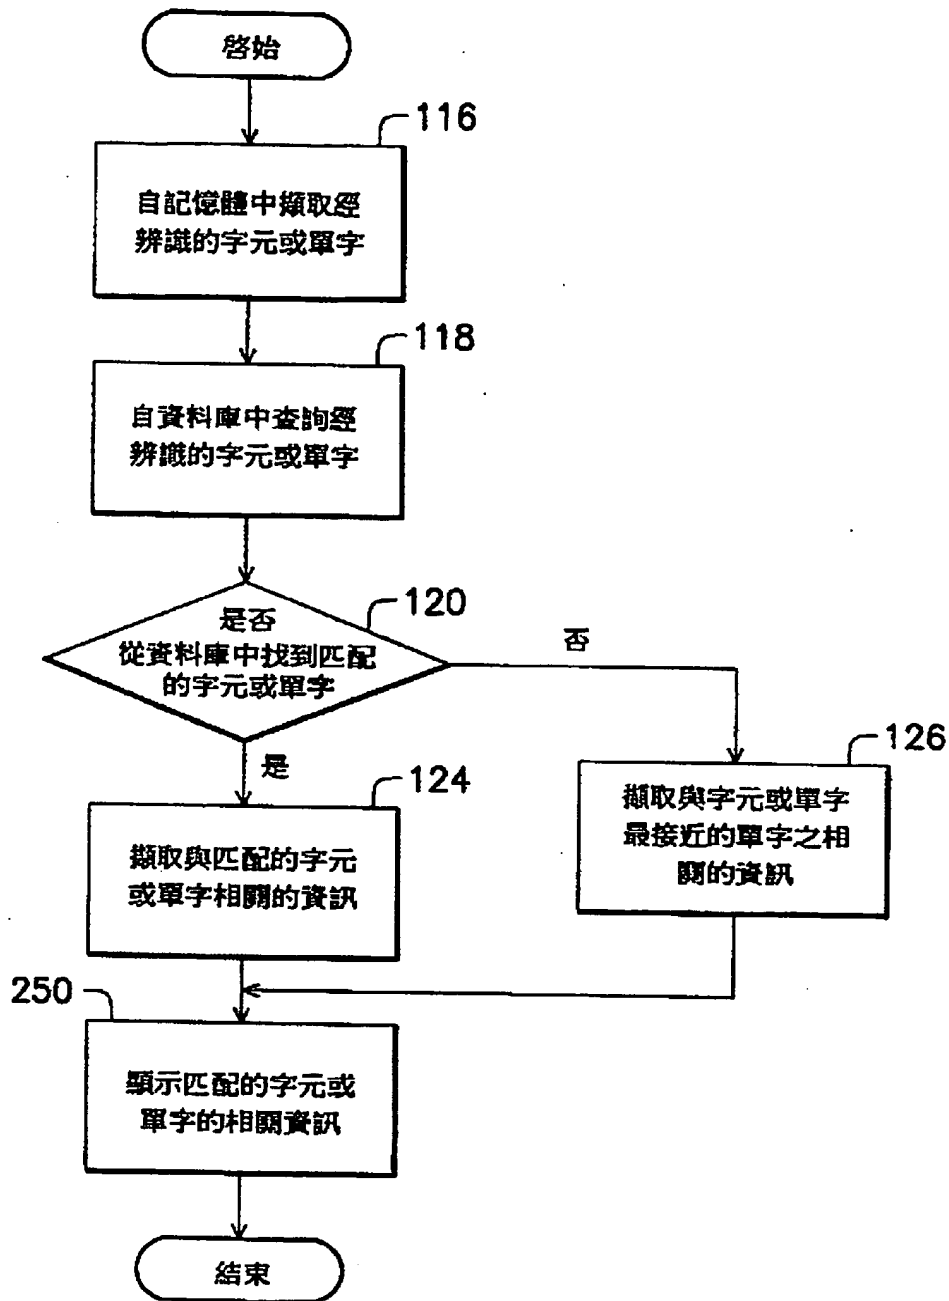 啓始
116
自記憶體中擷取經
辨識的字元或單字
118
自資料庫中查詢經
辨識的字元或單字
120
是否
從資料庫中找到匹配
的字元或單字
否
是
124
擷取與匹配的字元
或單字相關的資訊
126
擷取與字元或單字
最接近的單字之相
關的資訊
250
顯示匹配的字元或
單字的相關資訊
結束